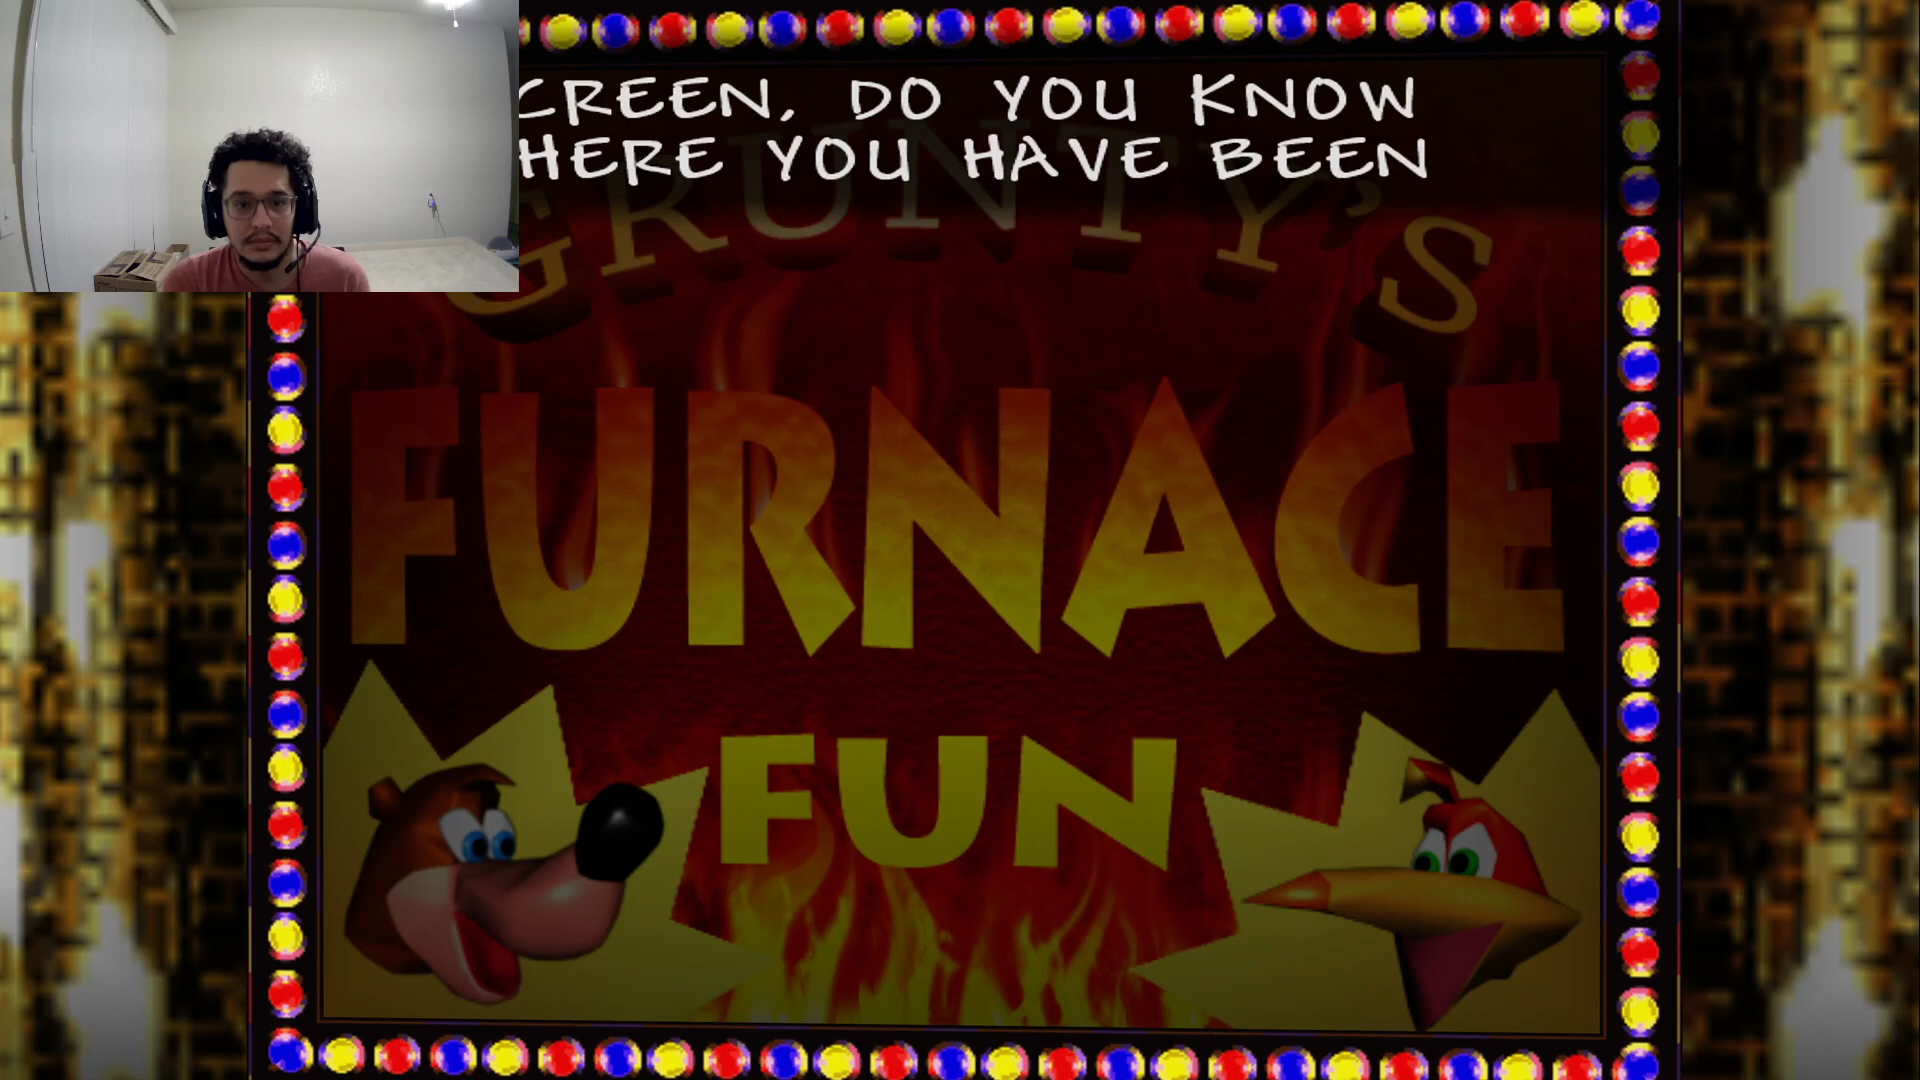 CREEN, DO YOU KNOW
HERE YOU HAVE BEEN
GRUNTY'S
FURNACE
FUN